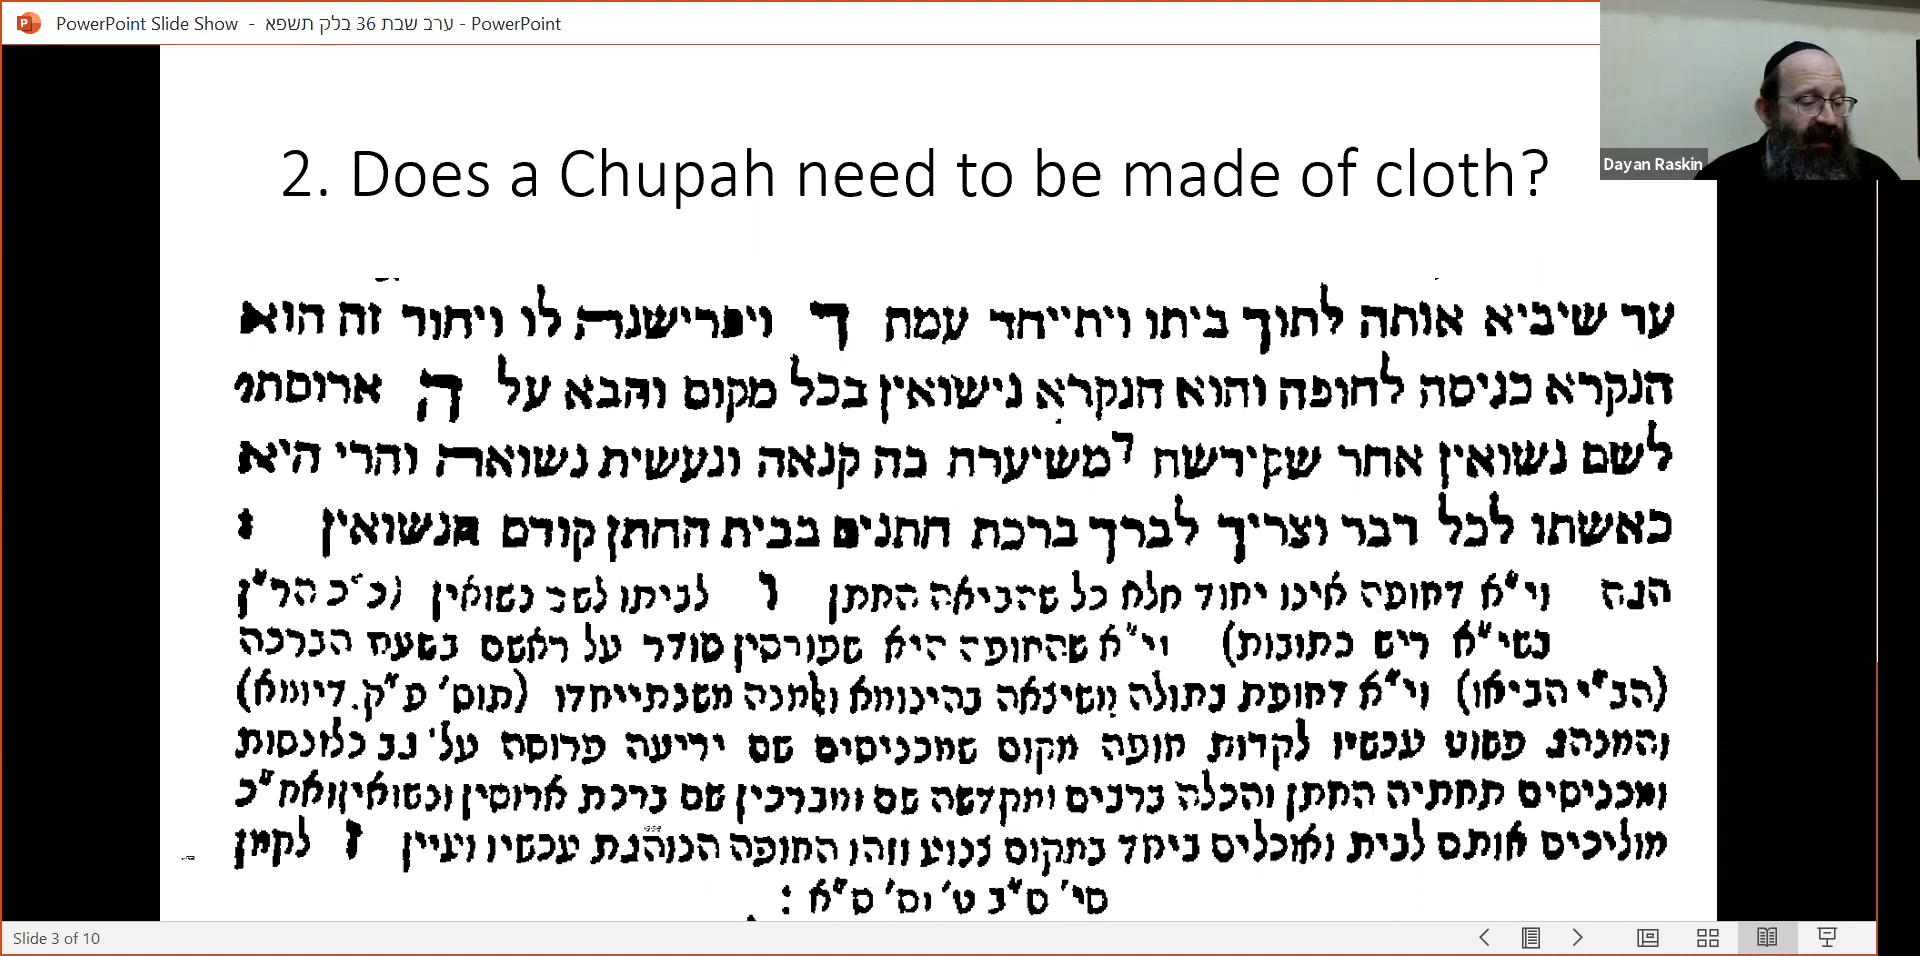 PowerPoint Slide Show - ערב שבת 36 בלק תשפא - PowerPoint
Dayan Raskin
2. Does a Chupah need to be made of cloth?
עד שיביא אותה לתוך ביתו ויתייחד עמה ד ויפרישנה לו ויחוד זה הוא
הנקרא כניסה לחופה והוא הנקרא נישואין בכל מקום והבא על ה ארוסתו
לשם נשואין אחר שקידשה משיערה בה קנאה ונעשית נשואה והרי היא
כאשתו לכל דבר וצריך לברך ברכת חתנים בבית החתן קודם הנשואין :
הגה וי"א דחופה אינו יחוד אלא כל שהביאה החתן ו לביתו לשם נשואין (כ"כ הר"ן
בשי"א ריש כתובות) וי"א שהחופה היא שפורסין סודר על ראשם בשעת הברכה
(הב"י הביאו) וי"א דחופת בתולה משיצאה בהינומא ואלמנה משנתייחדו (תוס' פ"ק דיומא)
והמנהג פשוט עכשיו לקרות חופה מקום שמכניסים שם יריעה פרוסה על גב כלונסות
ומכניסים תחתיה החתן והכלה ברבים ומקדשה שם ומברכין שם ברכת ארוסין ונשואין ואח"כ
מוליכים אותם לבית ואוכלים ביחד במקום צנוע וזהו החופה הנוהגת עכשיו ועיין ז לקמן
סי' ס"ב ט' וס' ס"א :
Slide 3 of 10